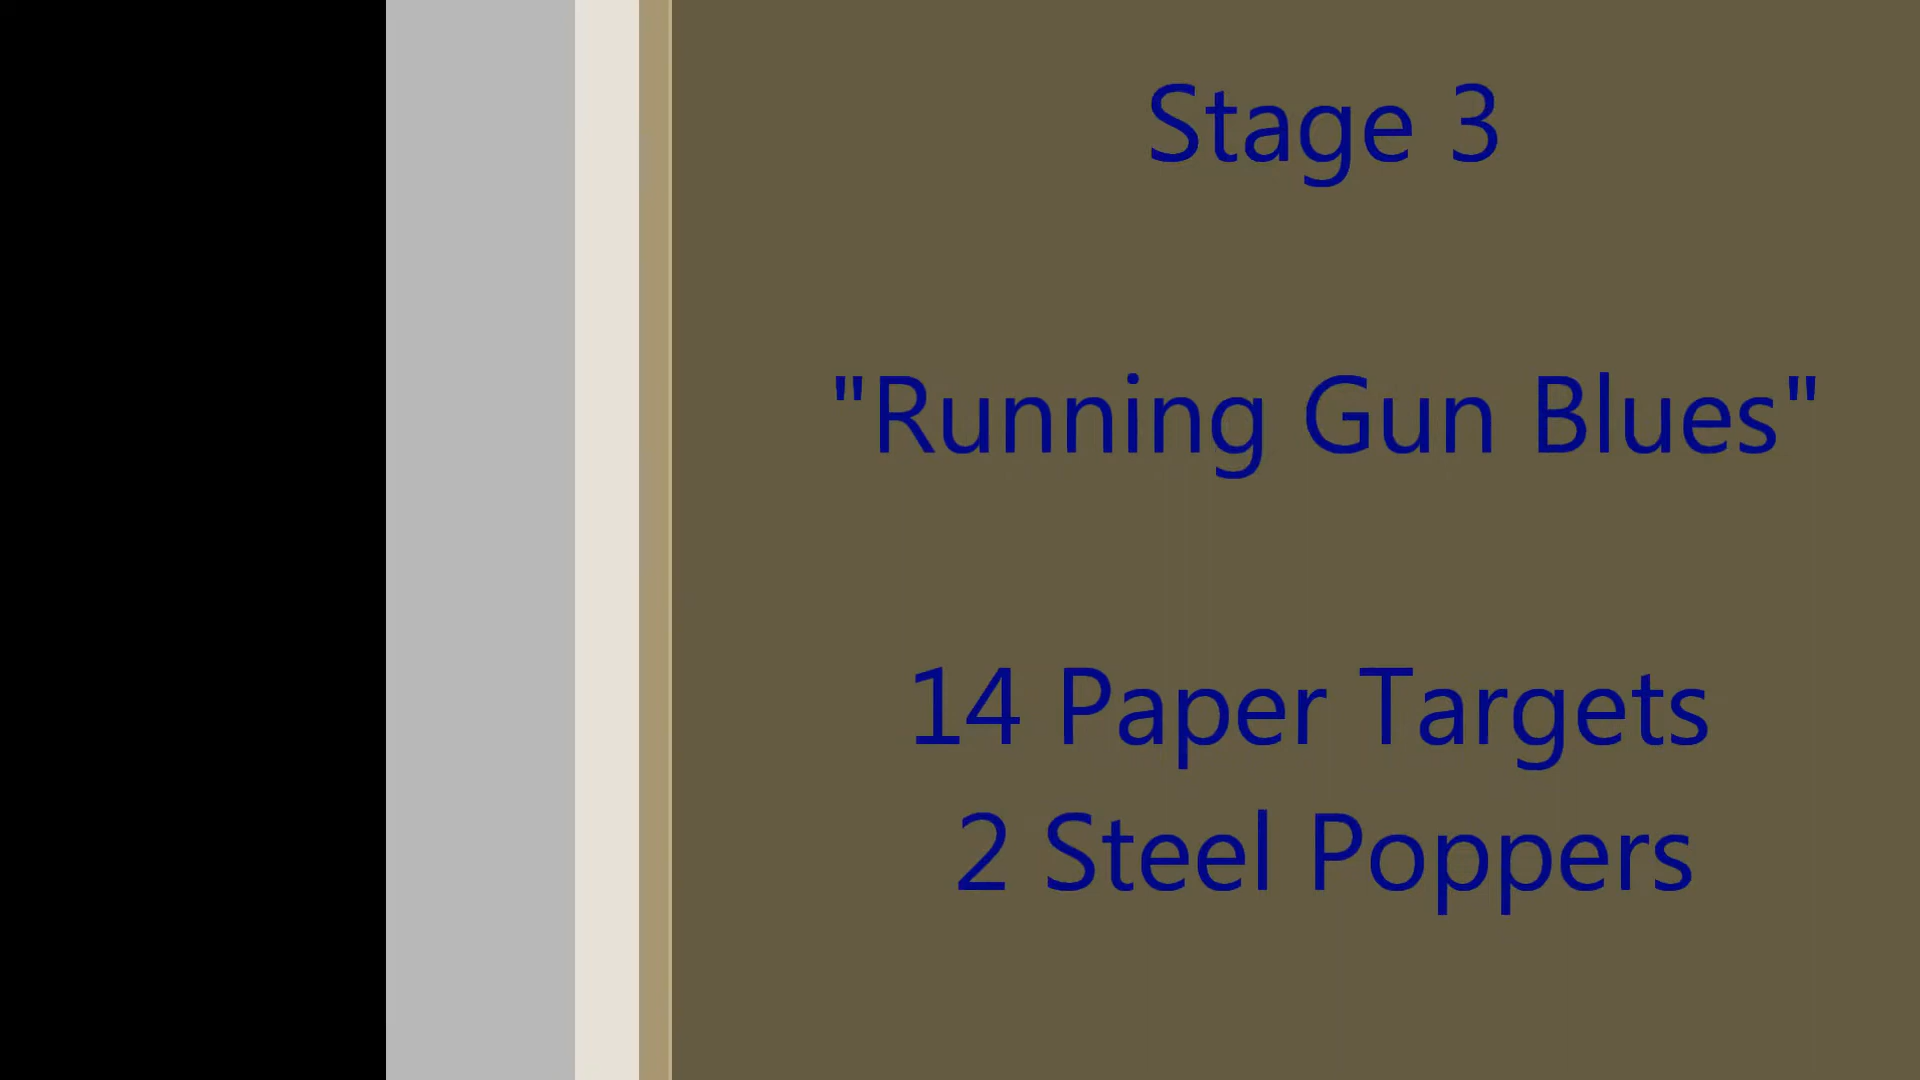 Stage 3
"Running Gun Blues"
14 Paper Targets
2 Steel Poppers